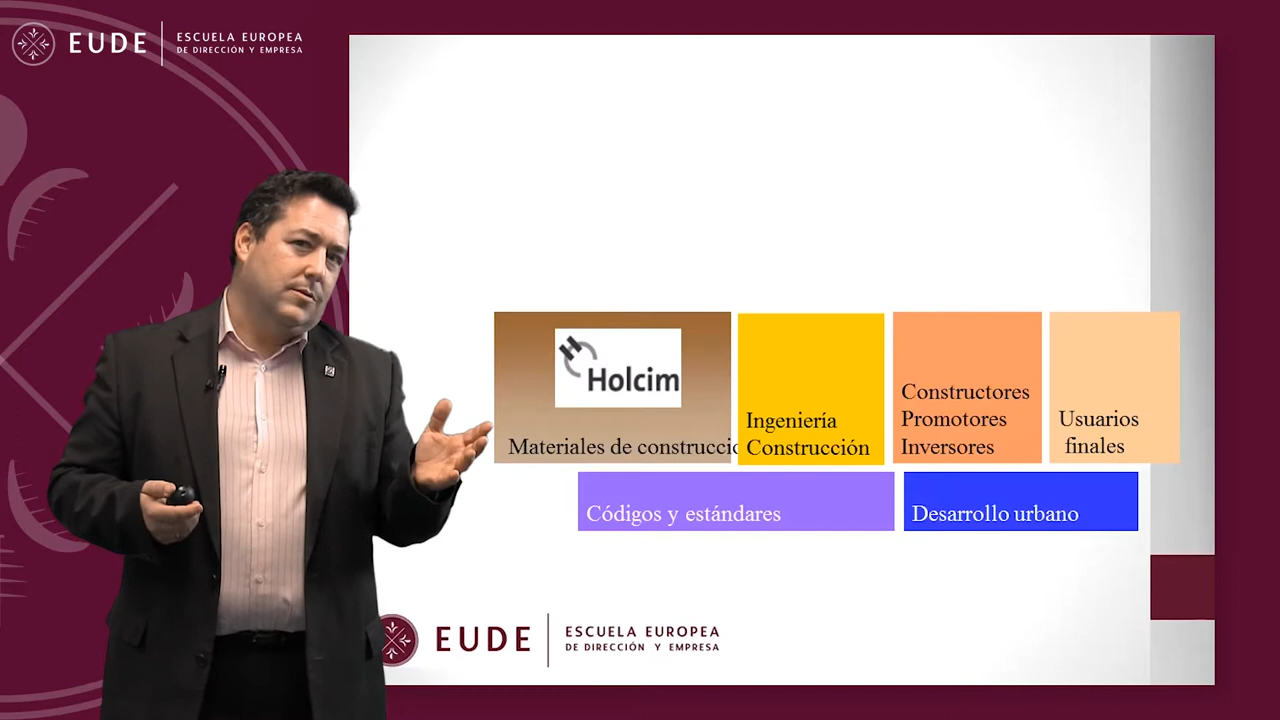 EUDE
ESCUELA EUROPEA
DE DIRECCIÓN Y EMPRESA
Holcim
Materiales de construcció
Ingeniería
Construcción
Constructores
Promotores
Inversores
Usuarios
finales
Códigos y estándares
Desarrollo urbano
EUDE
ESCUELA EUROPEA
DE DIRECCIÓN Y EMPRESA